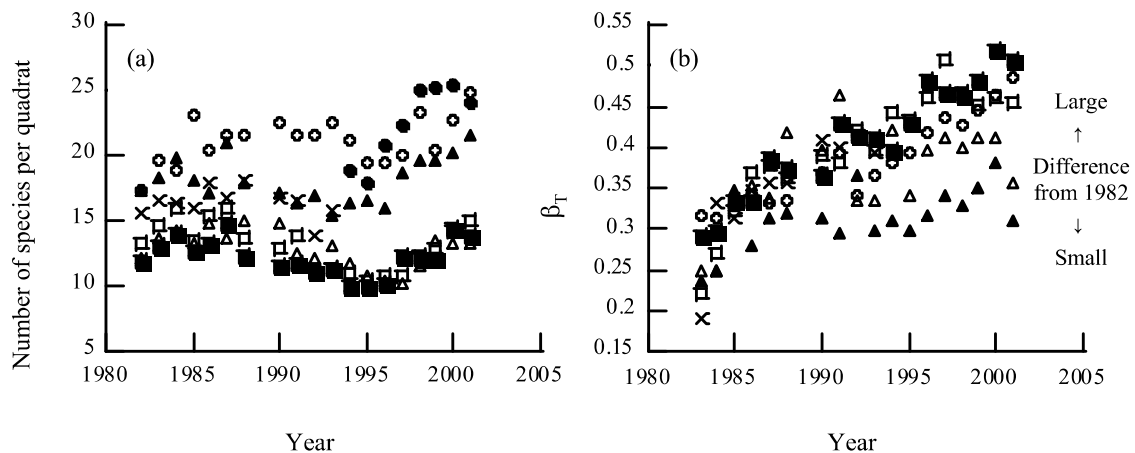 (a)
Number of species per quadrat
30
25
20
15
10
5
1980 1985 1990 1995 2000 2005
Year
(b)
βT
0.55
0.5
0.45
0.4
0.35
0.3
0.25
0.2
0.15
1980 1985 1990 1995 2000 2005
Year
Large
↑
Difference
from 1982
↓
Small